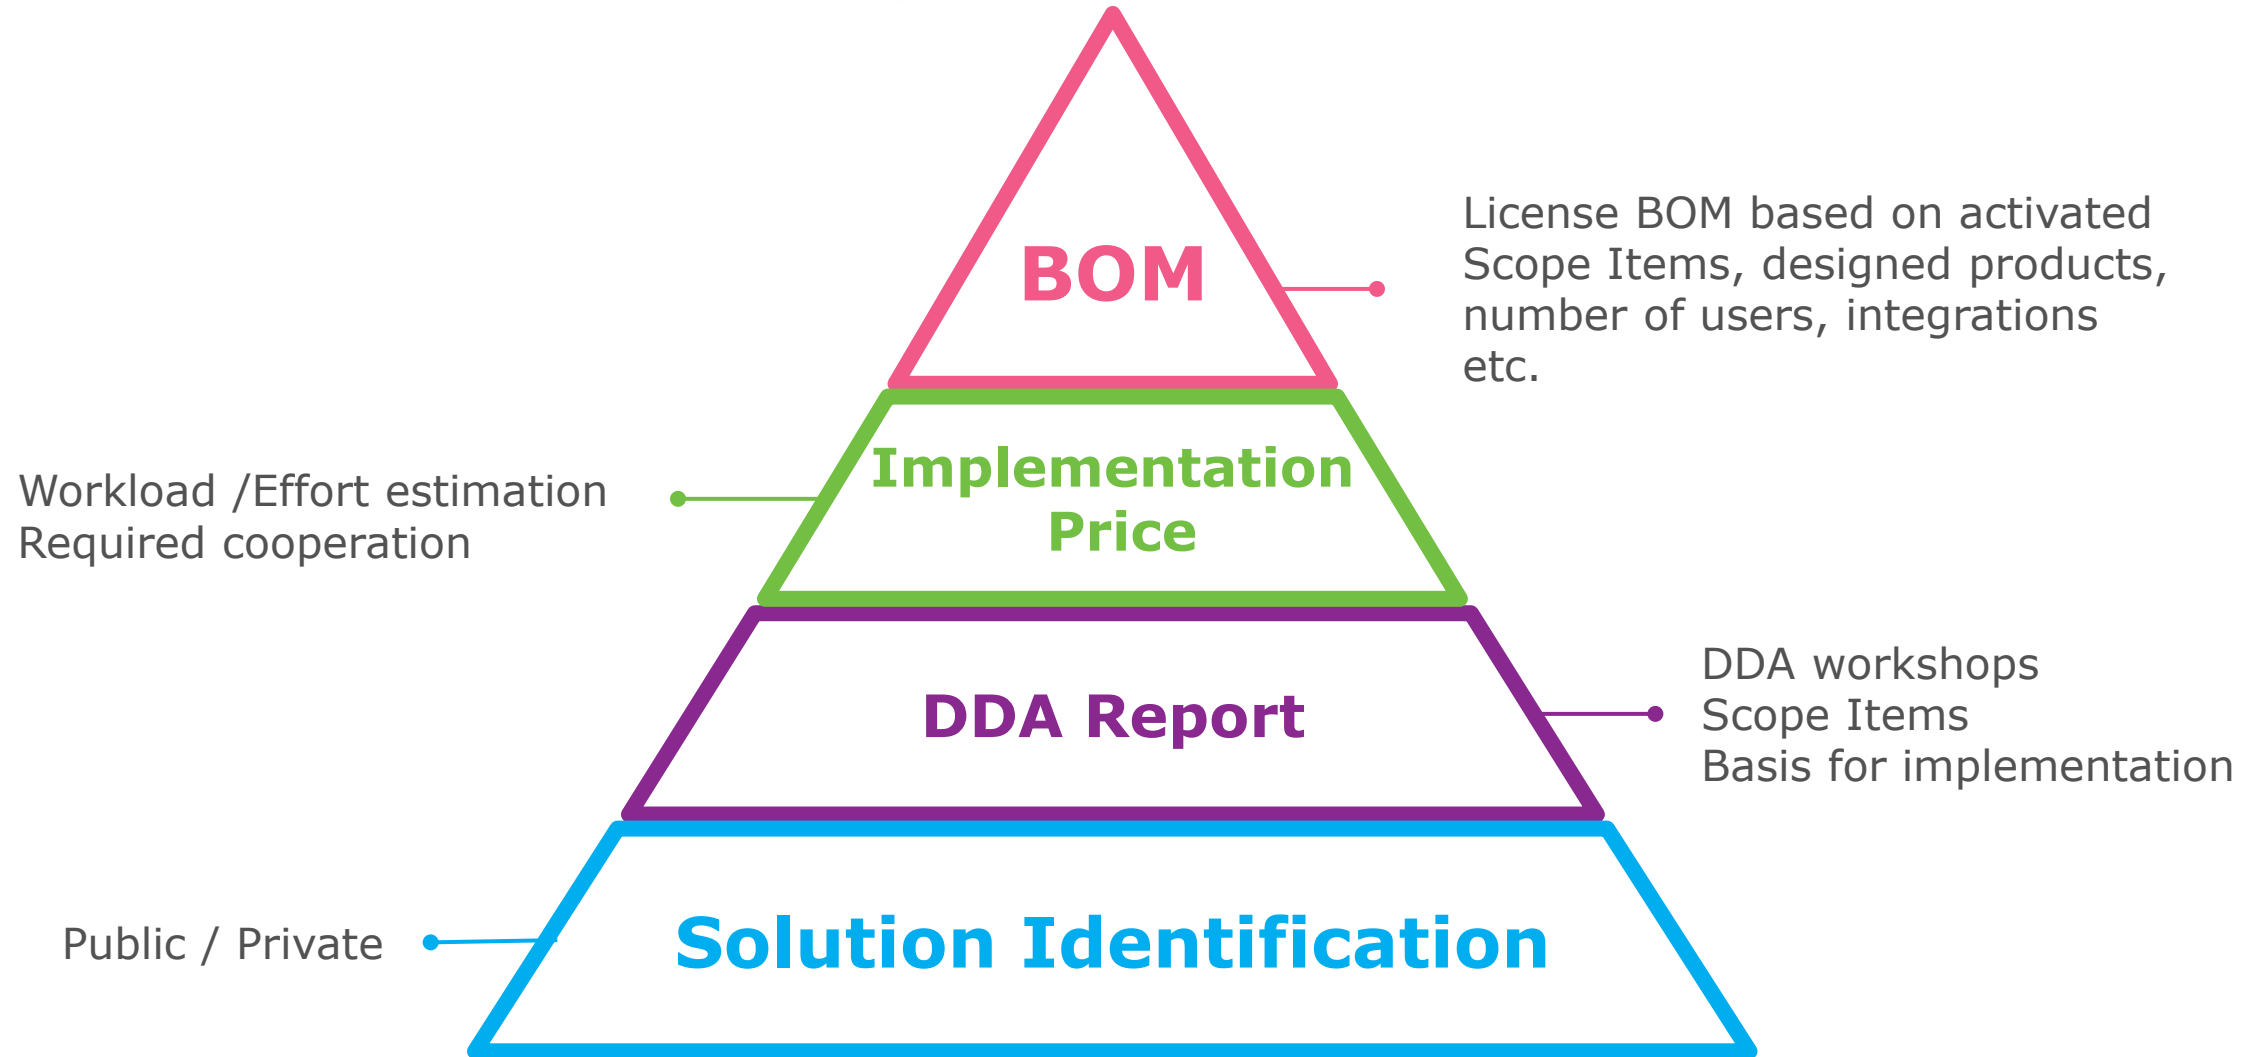 BOM
License BOM based on activated
Scope Items, designed products,
number of users, integrations
etc.
Implementation
Price
Workload /Effort estimation
Required cooperation
DDA Report
DDA workshops
Scope Items
Basis for implementation
Solution Identification
Public / Private